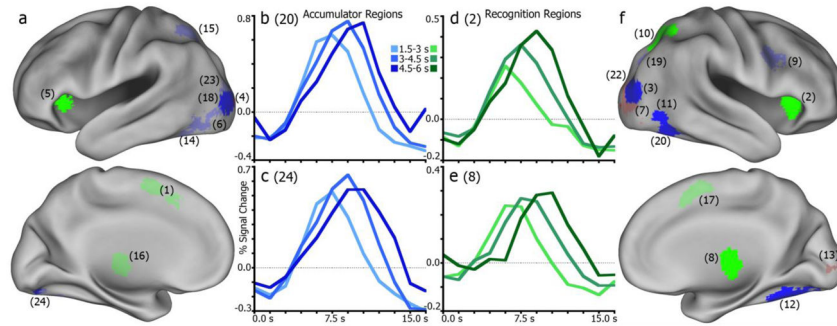 a
b (20) Accumulator Regions
d (2) Recognition Regions
f
(15)
(5)
(23)
(18)
(4)
(6)
(14)
0.8
0.0
-0.4
1.5-3 s
3-4.5 s
4.5-6 s
0.5
0.0
-0.2
(10)
(19)
(22)
(3)
(7)
(11)
(20)
(9)
(2)
(1)
(16)
(24)
c (24)
e (8)
% Signal Change
0.7
0.0
-0.3
0.4
0.0
-0.2
0.0 s 7.5 s 15.0 s
0.0 s 7.5 s 15.0 s
(17)
(8)
(13)
(12)